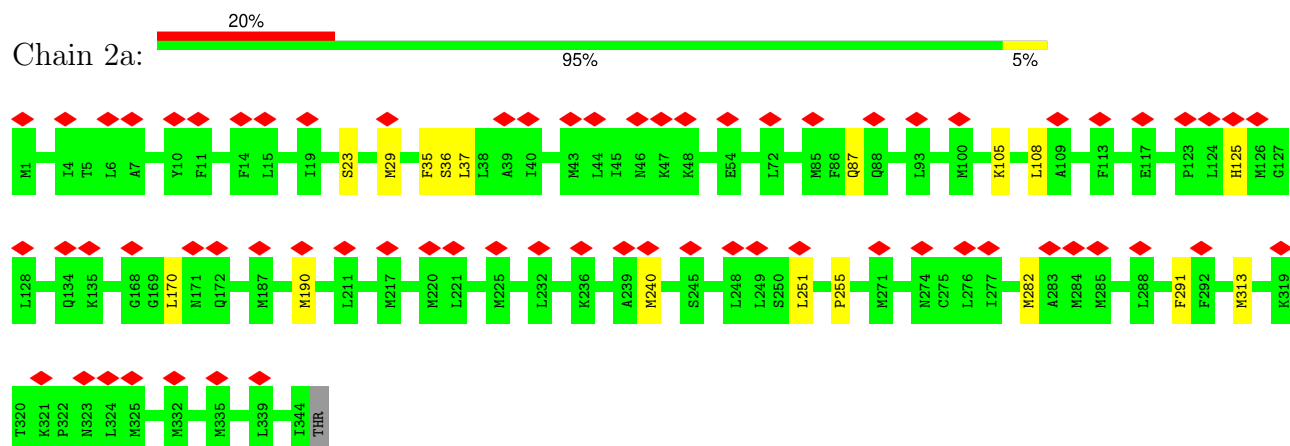 20%
Chain 2a:
95% 5%
M1 I4 T5 L6 A7 Y10 F11 F14 L15 I19 S23 M29 F35 S36 L37 L38 A39 I40 M43 L44 I45 N46 K47 K48 E54 L72 M85 F86 Q87 Q88 L93 M100 K105 L108 A109 F113 E117 P123 L124 H125 M126 G127
L128 Q134 K135 G168 G169 L170 N171 Q172 M187 M190 L211 M217 M220 L221 M225 L232 K236 A239 M240 S245 L248 L249 S250 L251 P255 M271 N274 C275 L276 I277 M282 A283 M284 M285 L288 F291 F292 M313 K319
T320 K321 P322 N323 L324 M325 M332 M335 L339 I344 THR